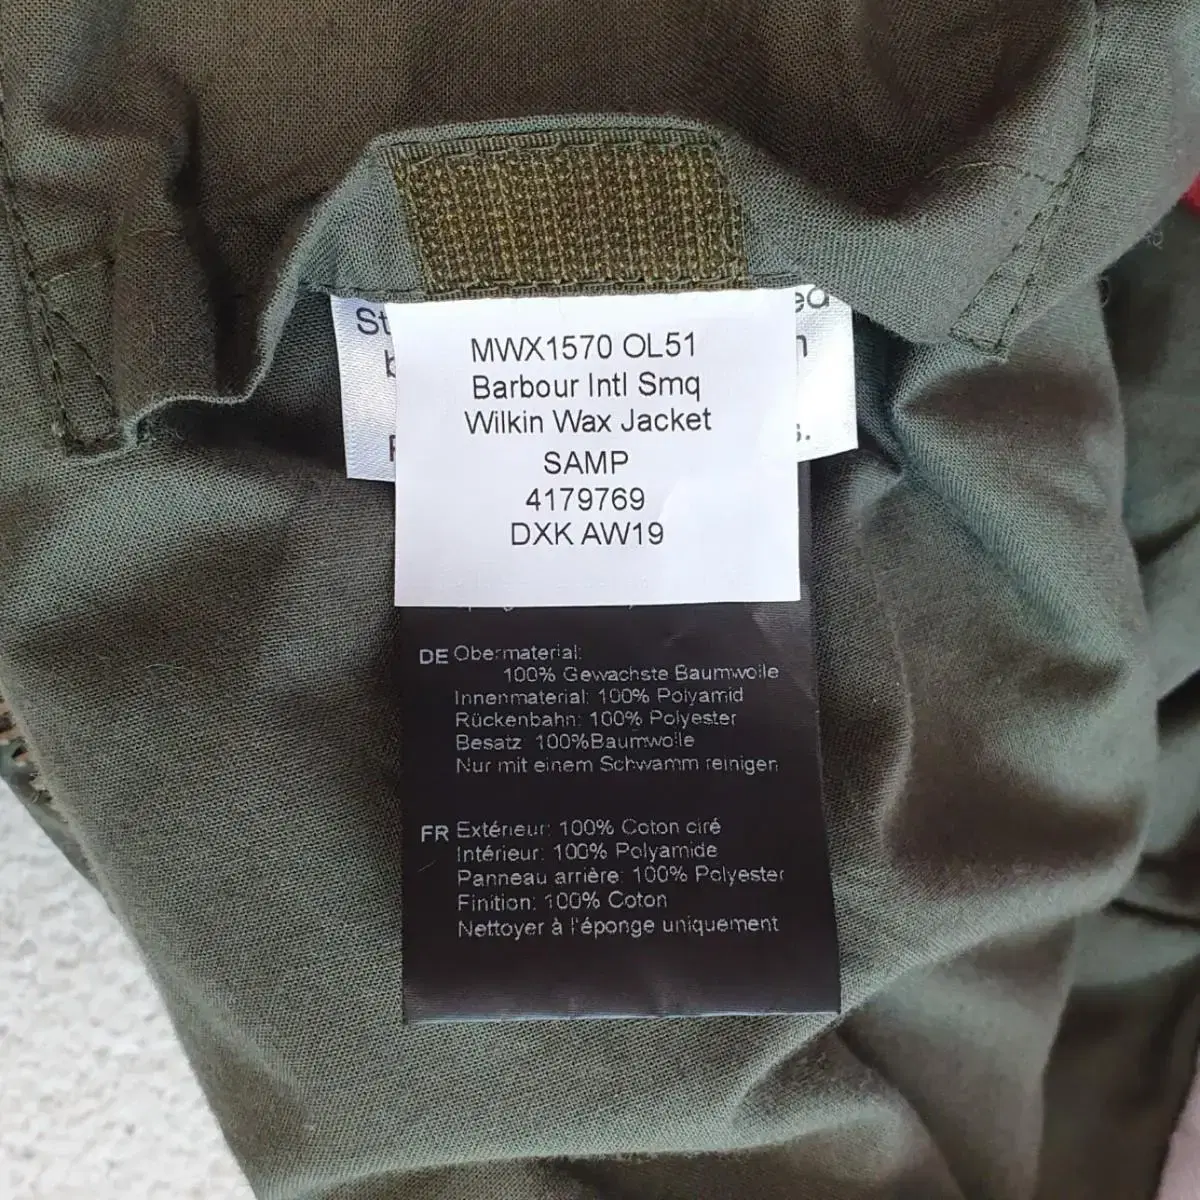 MWX1570 OL51
Barbour Intl Smq
Wilkin Wax Jacket
SAMP
4179769
DXK AW19
DE Obermaterial:
100% Gewachste Baumwolle
Innenmaterial: 100% Polyamid
Rückenbahn: 100% Polyester
Besatz: 100%Baumwolle
Nur mit einem Schwamm reinigen
FR Extérieur: 100% Coton ciré
Intérieur: 100% Polyamide
Panneau arrière: 100% Polyester
Finition: 100% Coton
Nettoyer à l'éponge uniquement